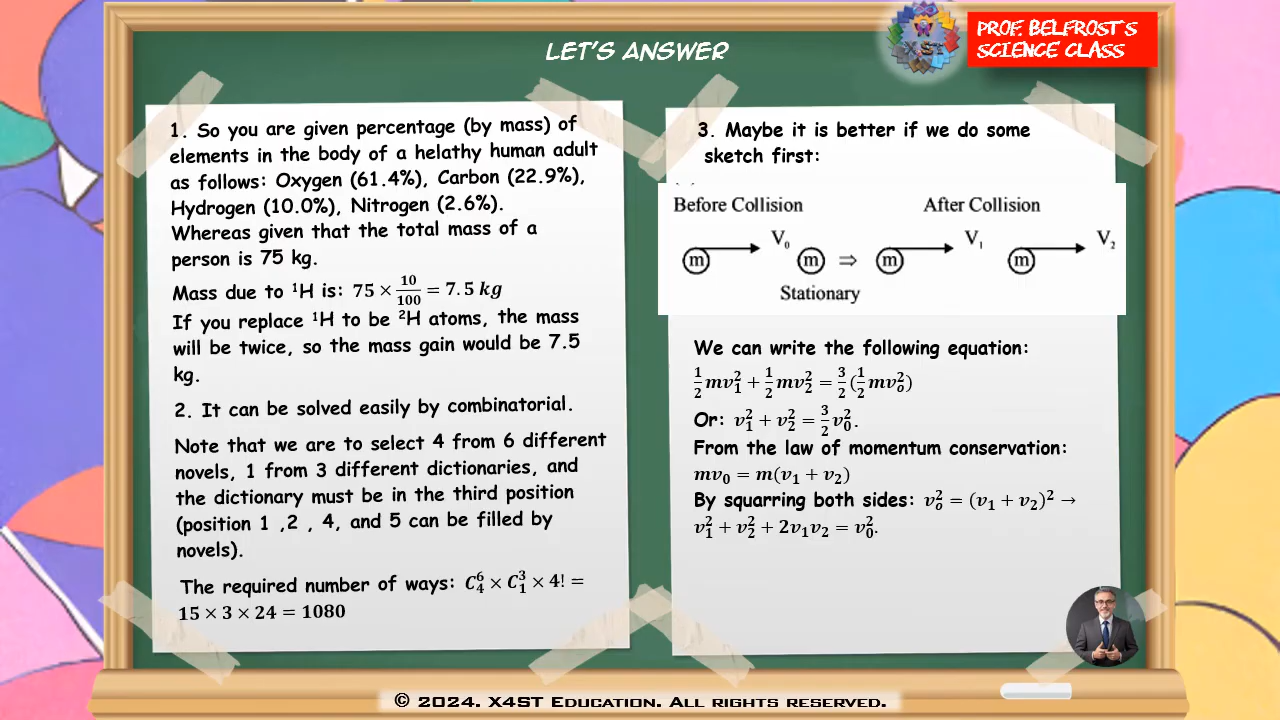 LET'S ANSWER
X4ST
PROF. BELFROST'S
SCIENCE CLASS
1. So you are given percentage (by mass) of
elements in the body of a helathy human adult
as follows: Oxygen (61.4%), Carbon (22.9%),
Hydrogen (10.0%), Nitrogen (2.6%).
Whereas given that the total mass of a
person is 75 kg.
Mass due to ¹H is: 75 × 10/100 = 7.5 kg
If you replace ¹H to be ²H atoms, the mass
will be twice, so the mass gain would be 7.5
kg.
2. It can be solved easily by combinatorial.
Note that we are to select 4 from 6 different
novels, 1 from 3 different dictionaries, and
the dictionary must be in the third position
(position 1 ,2 , 4, and 5 can be filled by
novels).
The required number of ways: C₄⁶ × C₁³ × 4! =
15 × 3 × 24 = 1080
3. Maybe it is better if we do some
sketch first:
Before Collision After Collision
V₀ V₁ V₂
m m ⇒ m m
Stationary
We can write the following equation:
½mv₁² + ½mv₂² = 3/2(½mvₒ²)
Or: v₁² + v₂² = 3/2 v₀².
From the law of momentum conservation:
mv₀ = m(v₁ + v₂)
By squarring both sides: vₒ² = (v₁ + v₂)² →
v₁² + v₂² + 2v₁v₂ = v₀².
© 2024. X4ST Education. All rights reserved.